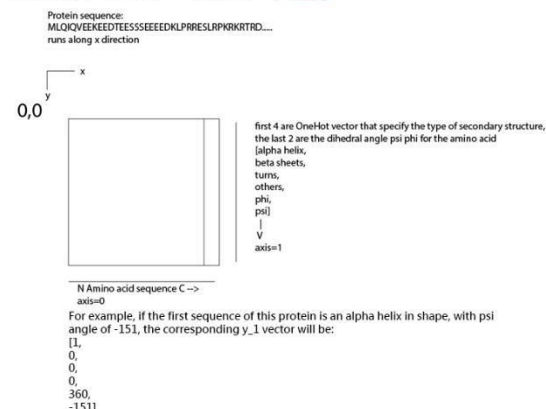 Protein sequence:
MLQIQVEEKEEDTEESSSEEEEDKLPRRESLRPKRKRTRD.....
runs along x direction
x
y
0,0
first 4 are OneHot vector that specify the type of secondary structure,
the last 2 are the dihedral angle psi phi for the amino acid
[alpha helix,
beta sheets,
turns,
others,
phi,
psi]
|
V
axis=1
N Amino acid sequence C -->
axis=0
For example, if the first sequence of this protein is an alpha helix in shape, with psi
angle of -151, the corresponding y_1 vector will be:
[1,
0,
0,
0,
360,
-151]